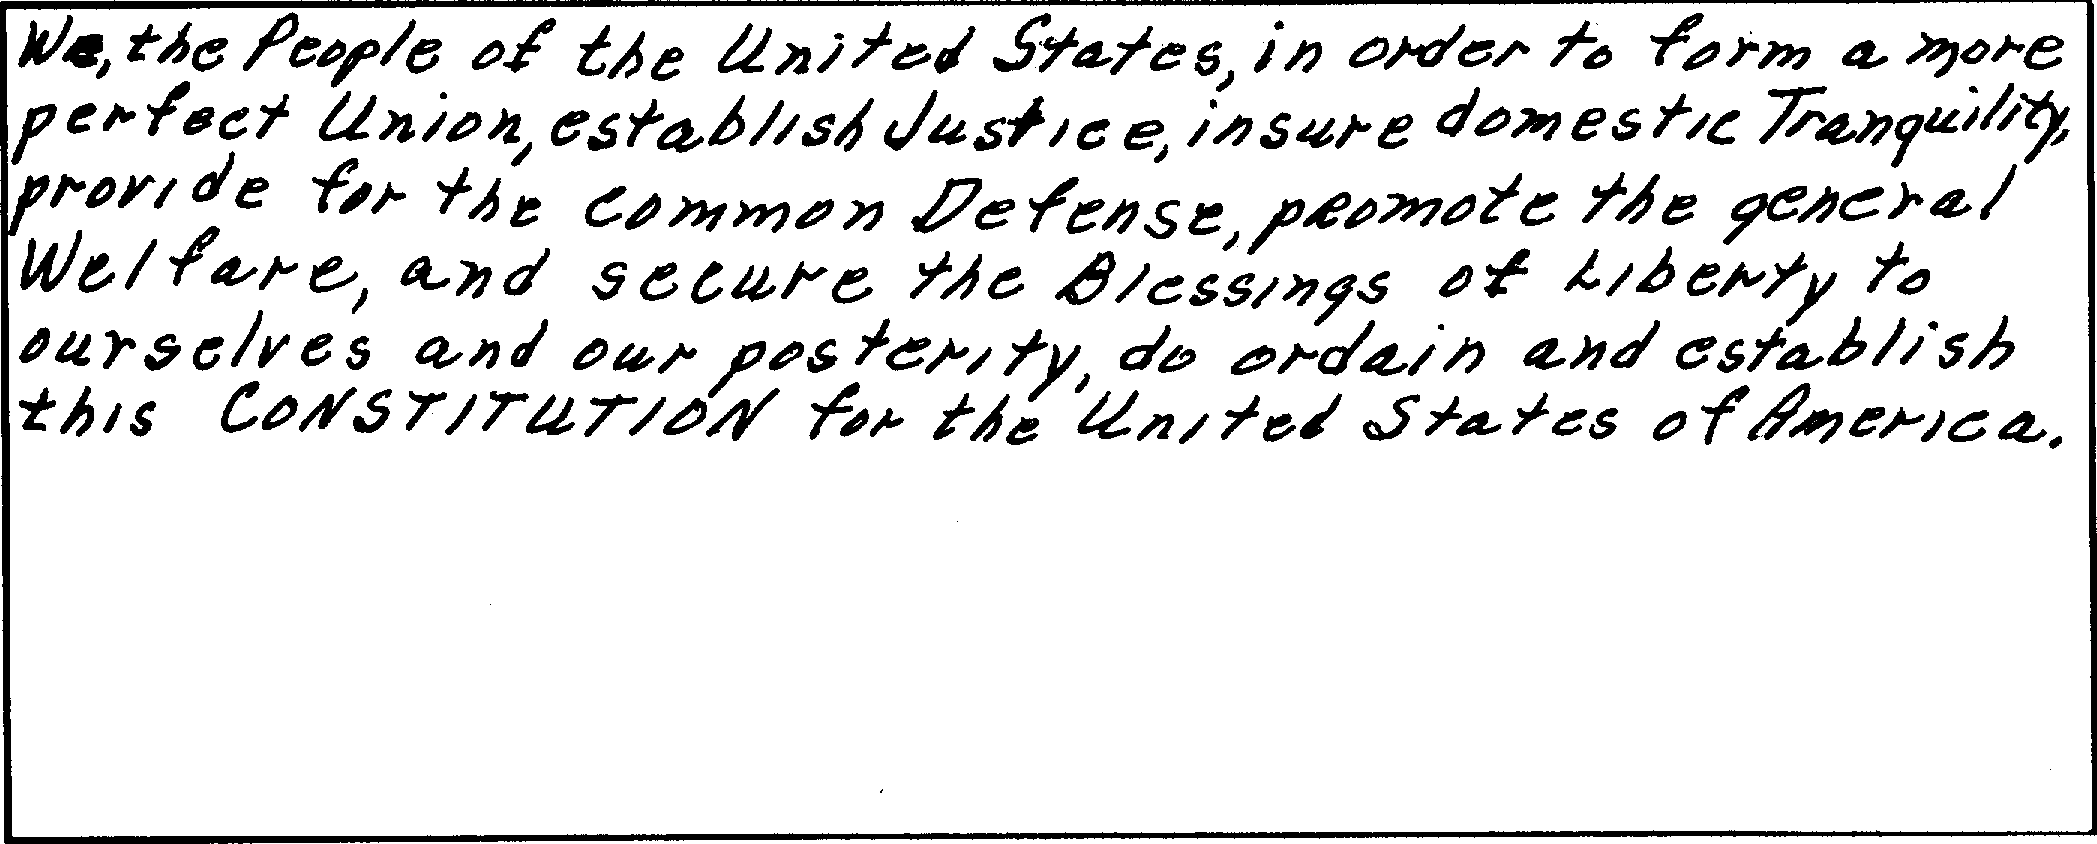 We, the People of the United States, in order to form a more
perfect Union, establish Justice, insure domestic Tranquility,
provide for the common Defense, promote the general
Welfare, and secure the Blessings of Liberty to
ourselves and our posterity, do ordain and establish
this CONSTITUTION for the United States of America.